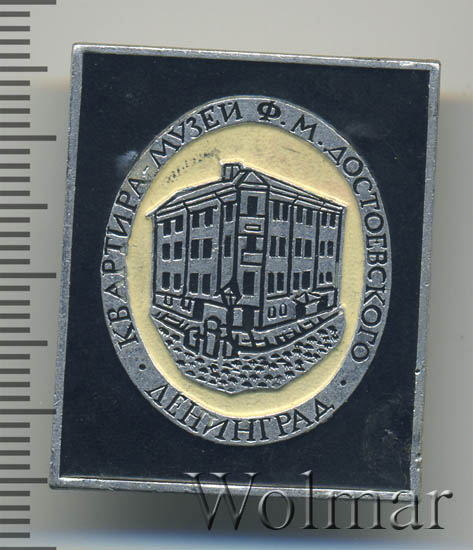 КВАРТИРА-МУЗЕЙ Ф.М.ДОСТОЕВСКОГО
· ЛЕНИНГРАД ·
Wolmar